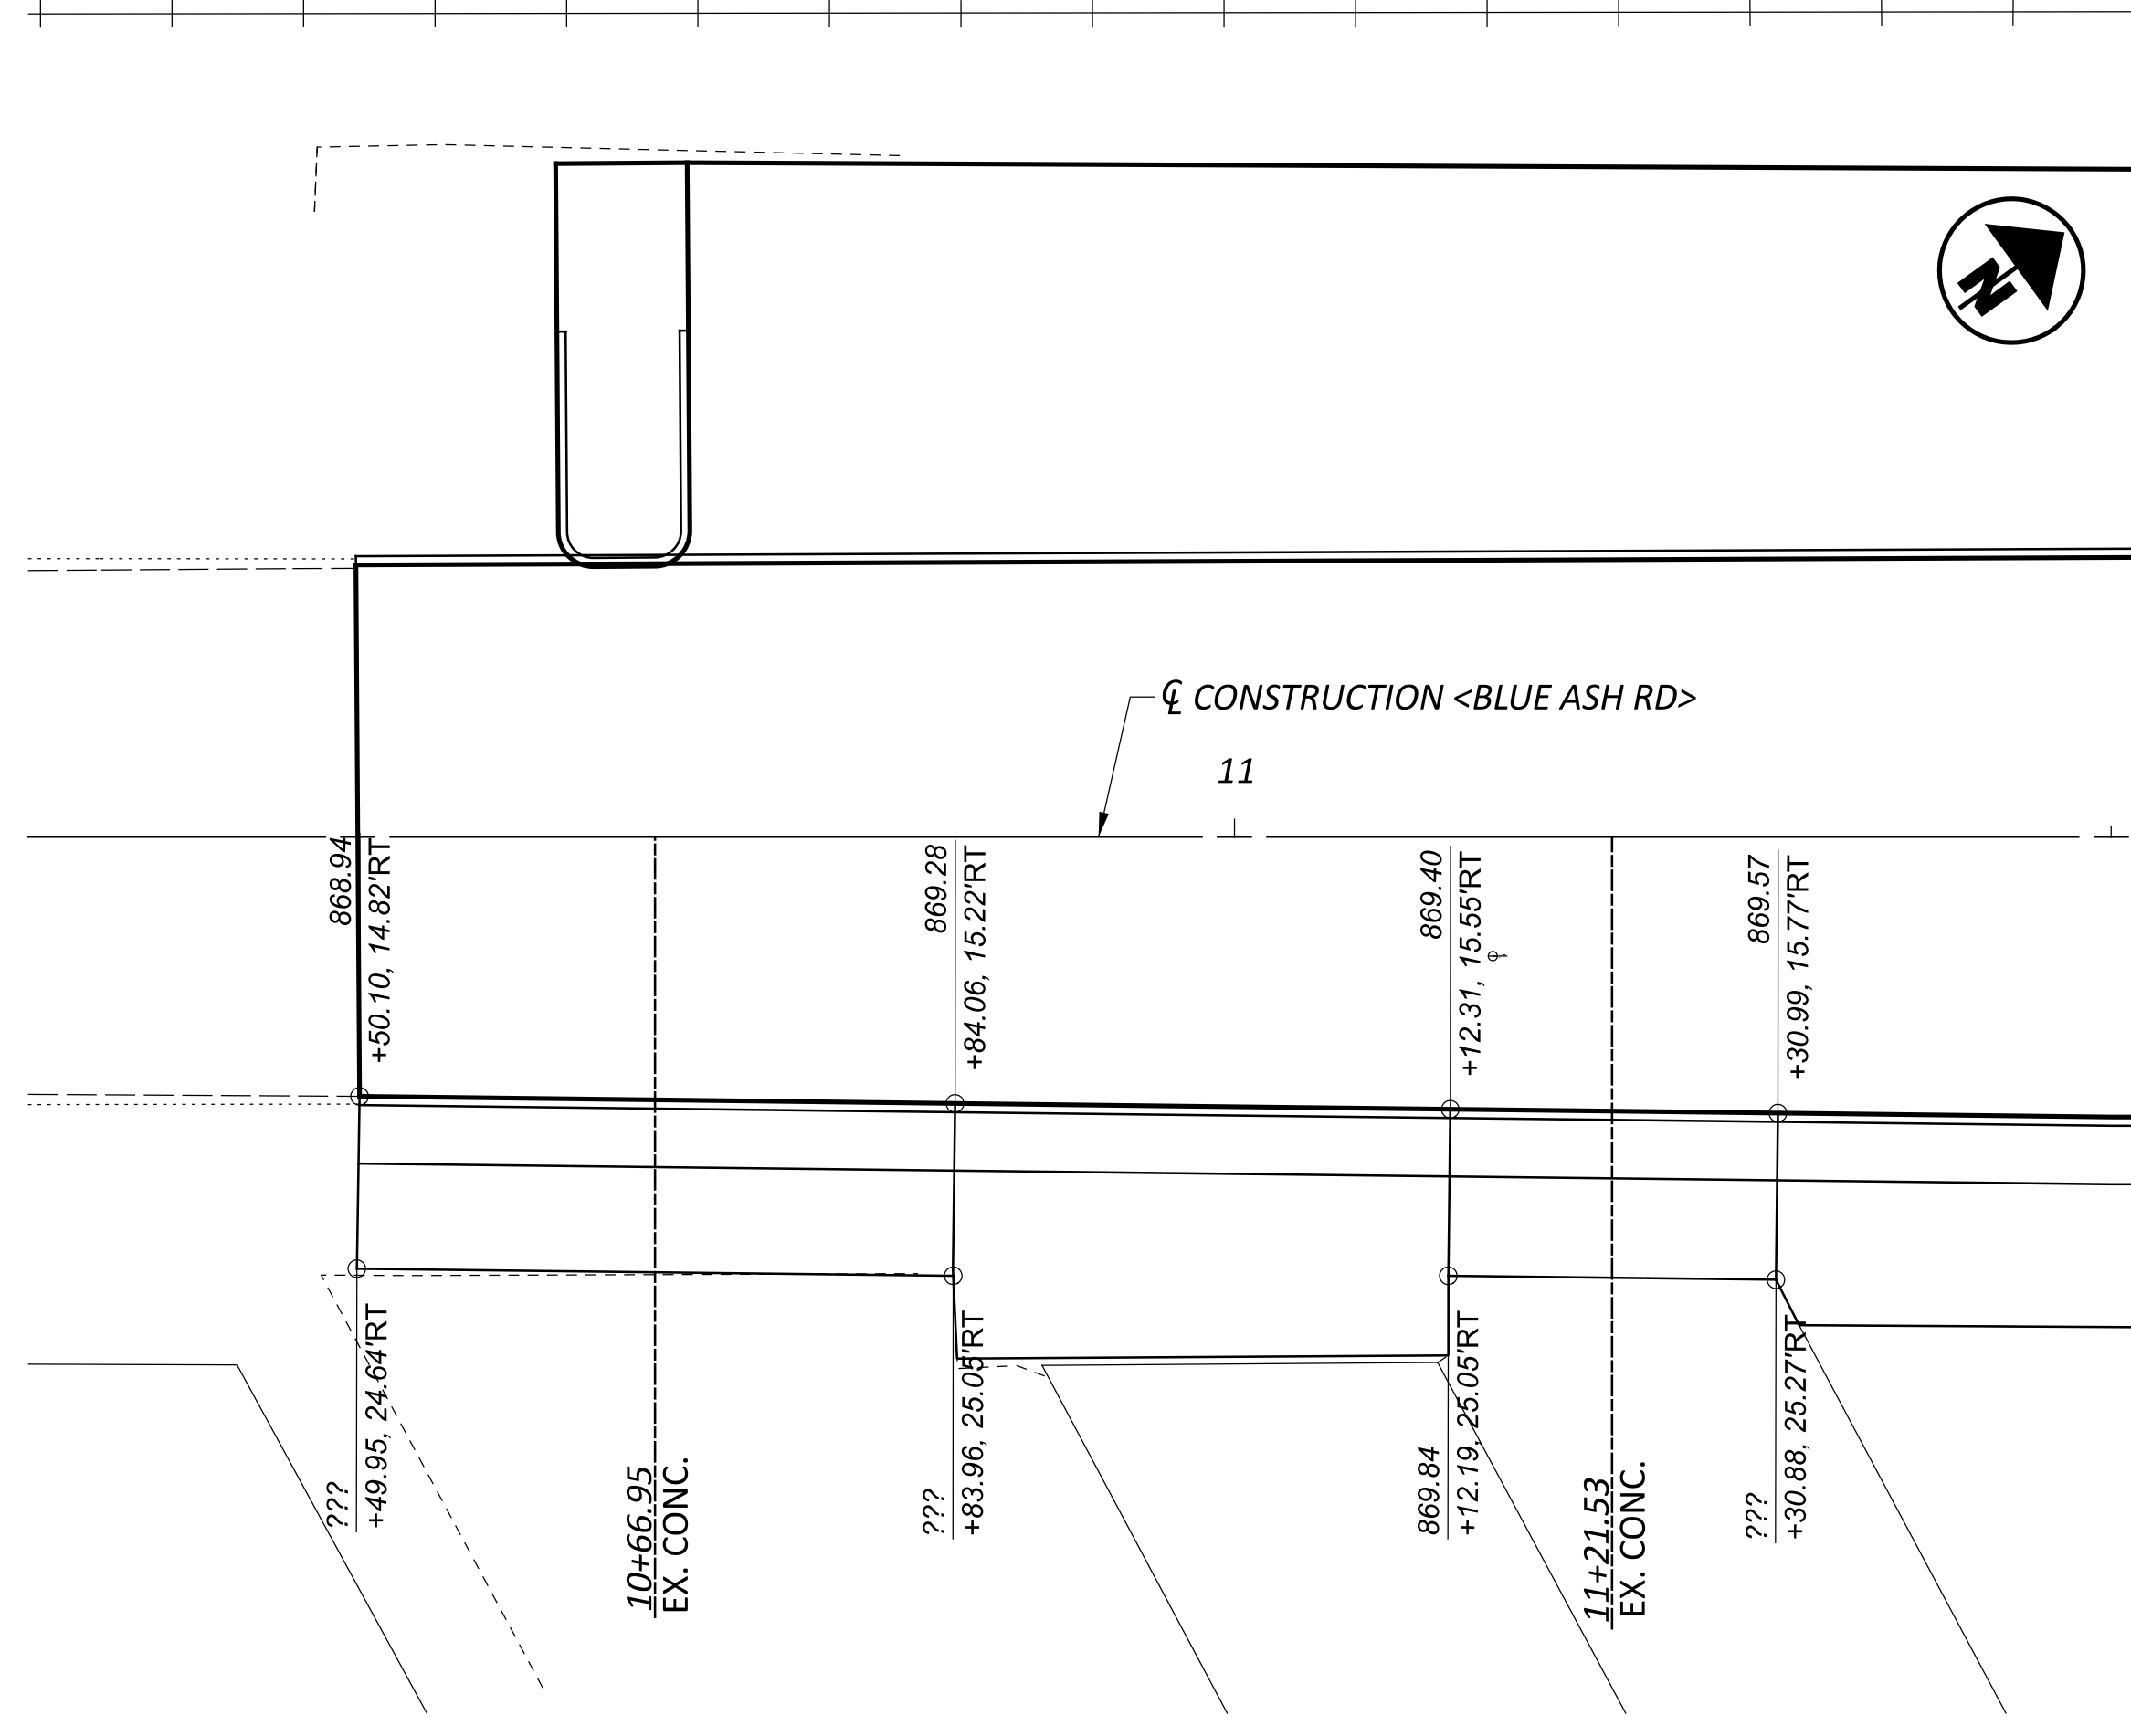 N
℄ CONSTRUCTION <BLUE ASH RD>
11
868.94
+50.10, 14.82'RT
869.28
+84.06, 15.22'RT
869.40
+12.31, 15.55'RT
869.57
+30.99, 15.77'RT
???
+49.95, 24.64'RT
10+66.95
EX. CONC.
???
+83.96, 25.05'RT
869.84
+12.19, 25.05'RT
11+21.53
EX. CONC.
???
+30.88, 25.27'RT